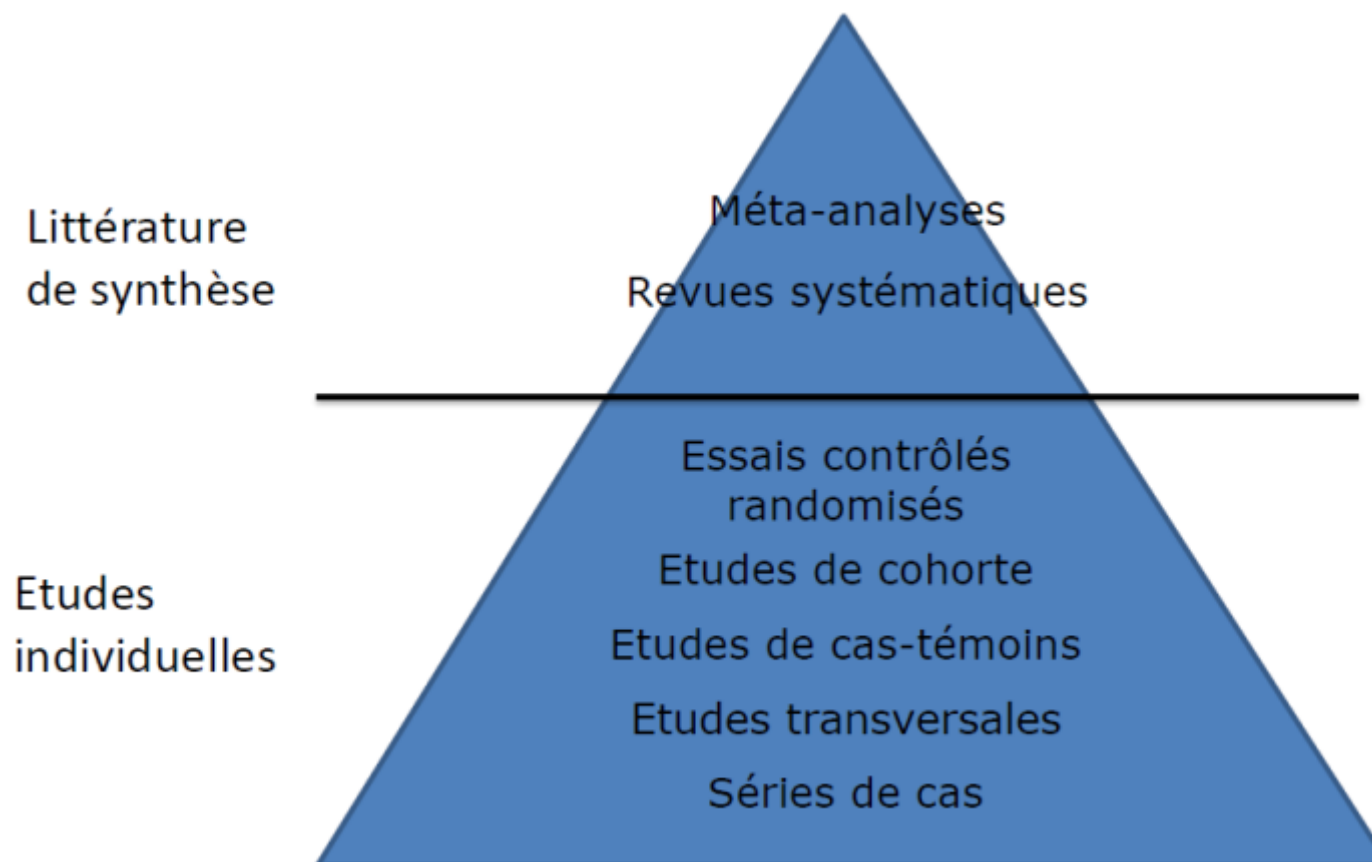 Littérature
de synthèse
Méta-analyses
Revues systématiques
Essais contrôlés
randomisés
Etudes de cohorte
Etudes
individuelles
Etudes de cas-témoins
Etudes transversales
Séries de cas